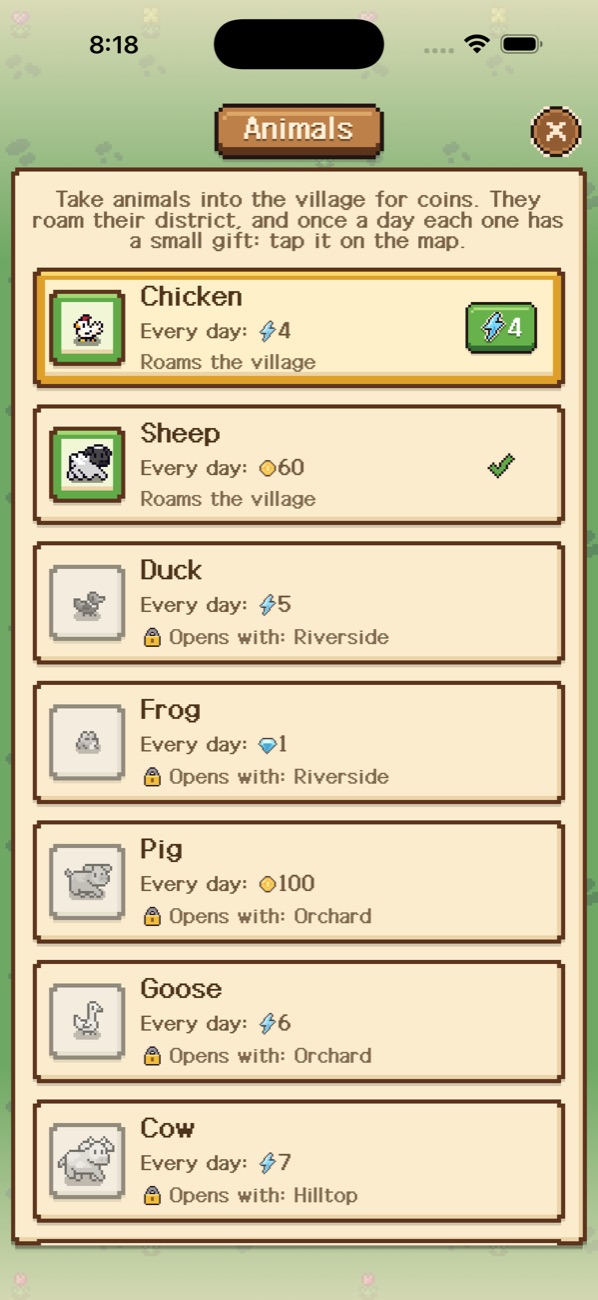 8:18
Animals
Take animals into the village for coins. They
roam their district, and once a day each one has
a small gift: tap it on the map.
Chicken
Every day: 4
4
Roams the village
Sheep
Every day: 60
Roams the village
Duck
Every day: 5
Opens with: Riverside
Frog
Every day: 1
Opens with: Riverside
Pig
Every day: 100
Opens with: Orchard
Goose
Every day: 6
Opens with: Orchard
Cow
Every day: 7
Opens with: Hilltop